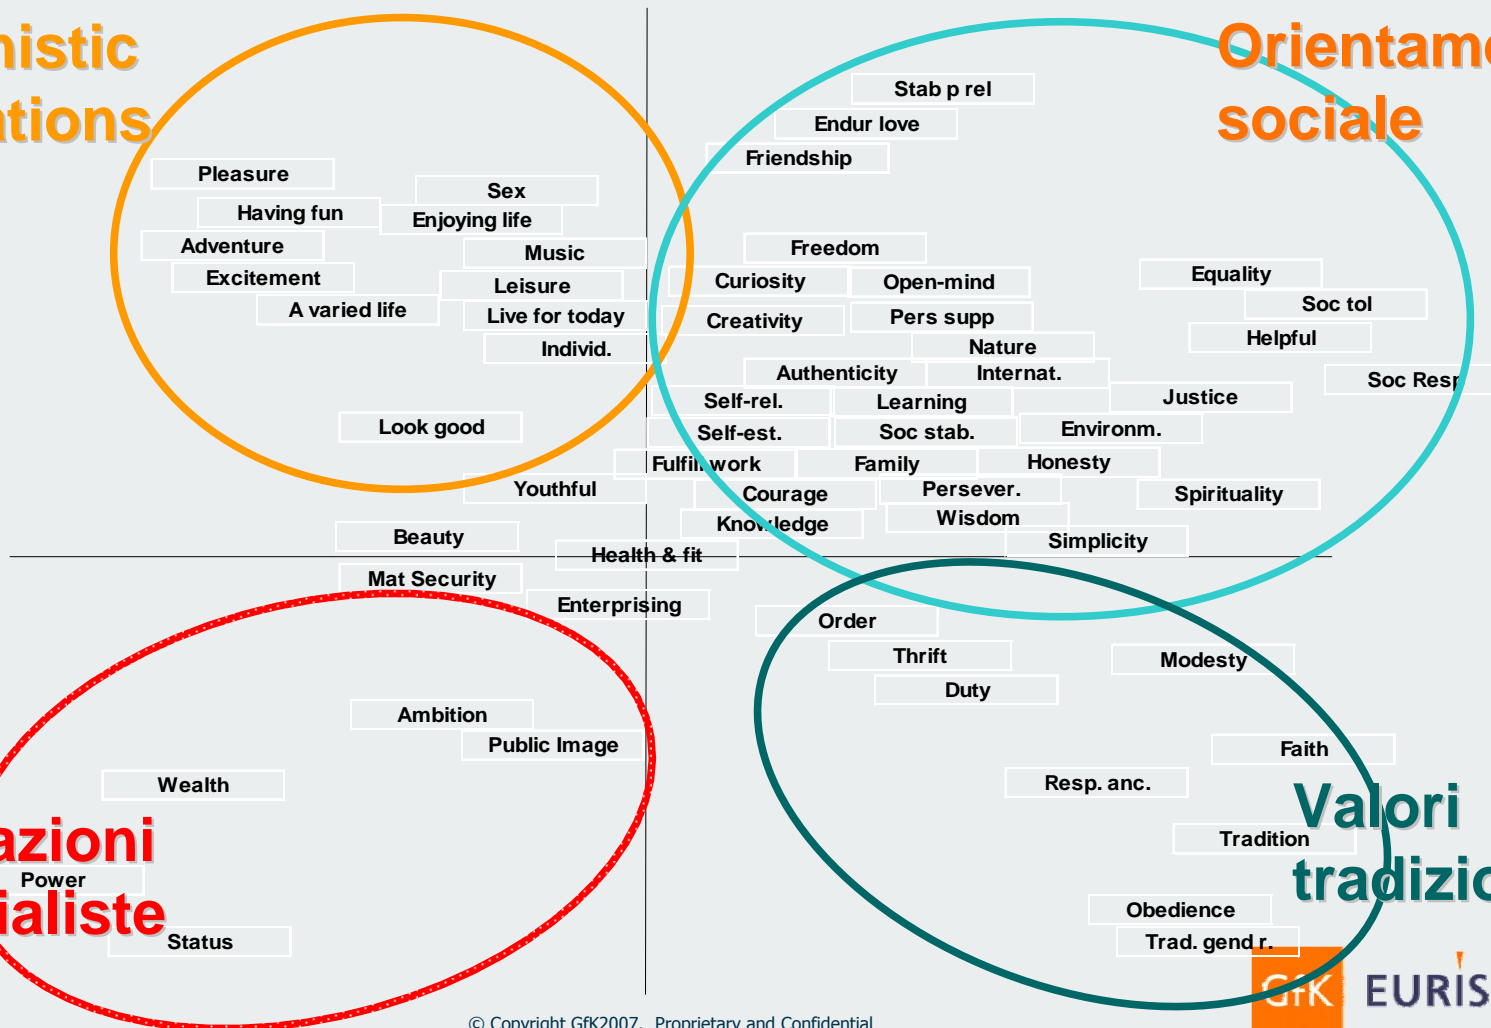 nistic
ations
Orientame
sociale
Stab p rel
Endur love
Friendship
Pleasure
Sex
Having fun
Enjoying life
Adventure
Music
Freedom
Excitement
Leisure
Curiosity
Open-mind
Equality
A varied life
Live for today
Creativity
Pers supp
Soc tol
Individ.
Nature
Helpful
Authenticity
Internat.
Soc Resp
Self-rel.
Learning
Justice
Look good
Self-est.
Soc stab.
Environm.
Fulfill work
Family
Honesty
Youthful
Courage
Persever.
Spirituality
Knowledge
Wisdom
Beauty
Simplicity
Health & fit
Mat Security
Enterprising
Order
Thrift
Modesty
Duty
Ambition
Public Image
Faith
Wealth
Resp. anc.
Valori
tradizio
azioni
ialiste
Tradition
Power
Obedience
Status
Trad. gend r.
GfK EURIS
© Copyright GfK2007. Proprietary and Confidential